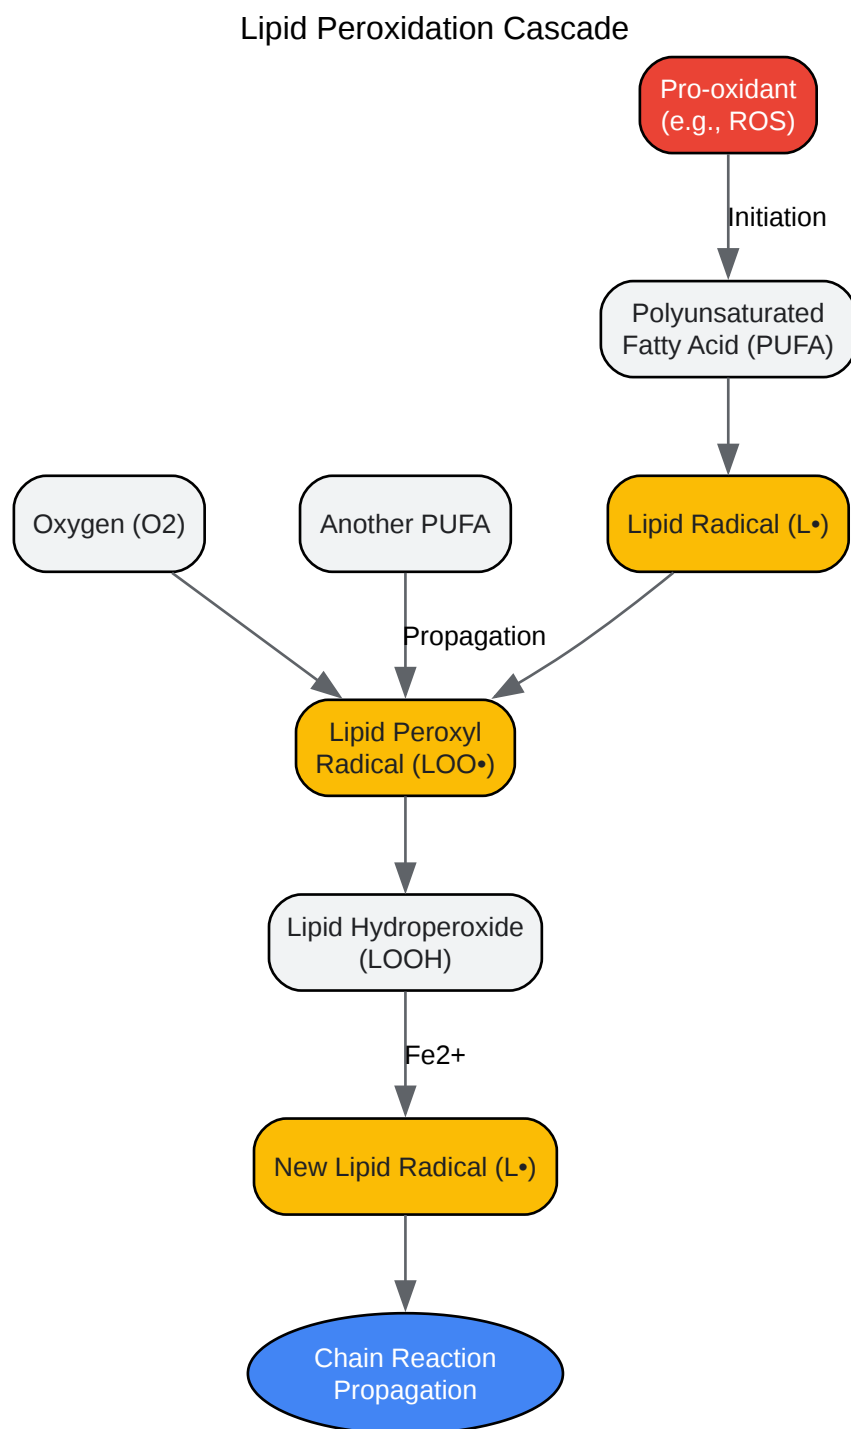 Lipid Peroxidation Cascade
Pro-oxidant
(e.g., ROS)
Initiation
Polyunsaturated
Fatty Acid (PUFA)
Oxygen (O2)
Another PUFA
Lipid Radical (L•)
Propagation
Lipid Peroxyl
Radical (LOO•)
Lipid Hydroperoxide
(LOOH)
Fe2+
New Lipid Radical (L•)
Chain Reaction
Propagation